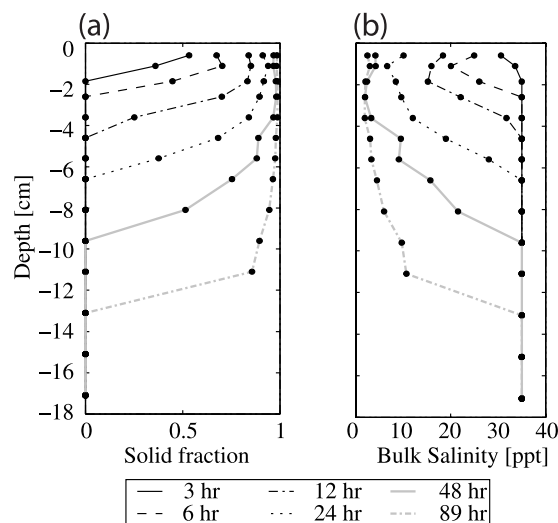 (a)
(b)
0
−2
−4
−6
−8
−10
−12
−14
−16
−18
Depth [cm]
0
0.5
1
Solid fraction
0
10
20
30
40
Bulk Salinity [ppt]
3 hr
12 hr
48 hr
6 hr
24 hr
89 hr